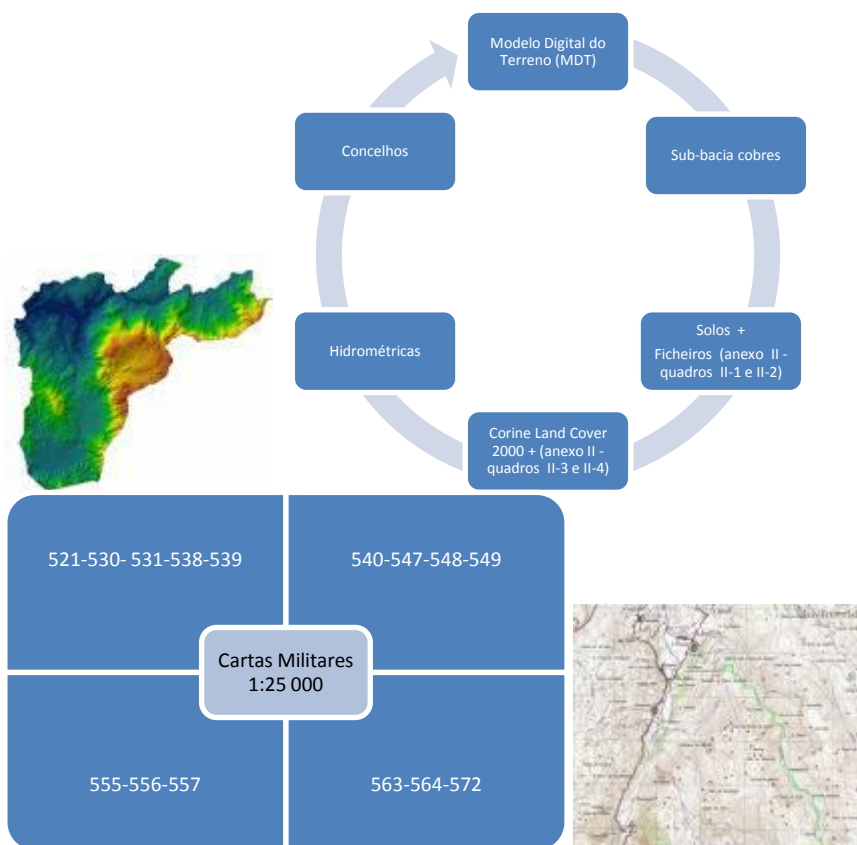 Modelo Digital do
Terreno (MDT)
Concelhos
Sub-bacia cobres
Hidrométricas
Solos +
Ficheiros (anexo II -
quadros II-1 e II-2)
Corine Land Cover
2000 + (anexo II -
quadros II-3 e II-4)
521-530- 531-538-539
540-547-548-549
Cartas Militares
1:25 000
555-556-557
563-564-572